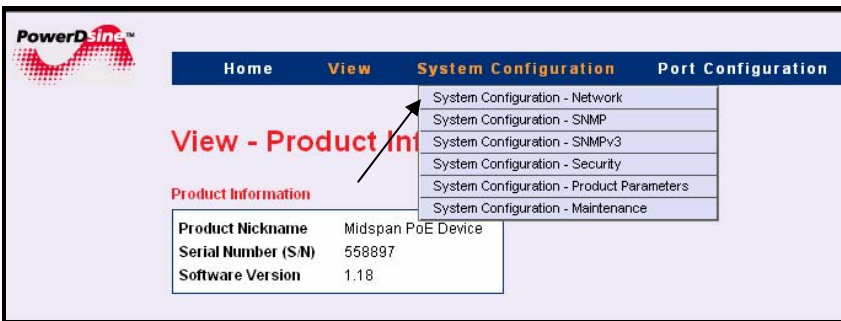 PowerDsine™
Home View System Configuration Port Configuration
System Configuration - Network
System Configuration - SNMP
System Configuration - SNMPv3
System Configuration - Security
System Configuration - Product Parameters
System Configuration - Maintenance
View - Product
Product Information
Product Nickname Midspan PoE Device
Serial Number (S/N) 558897
Software Version 1.18